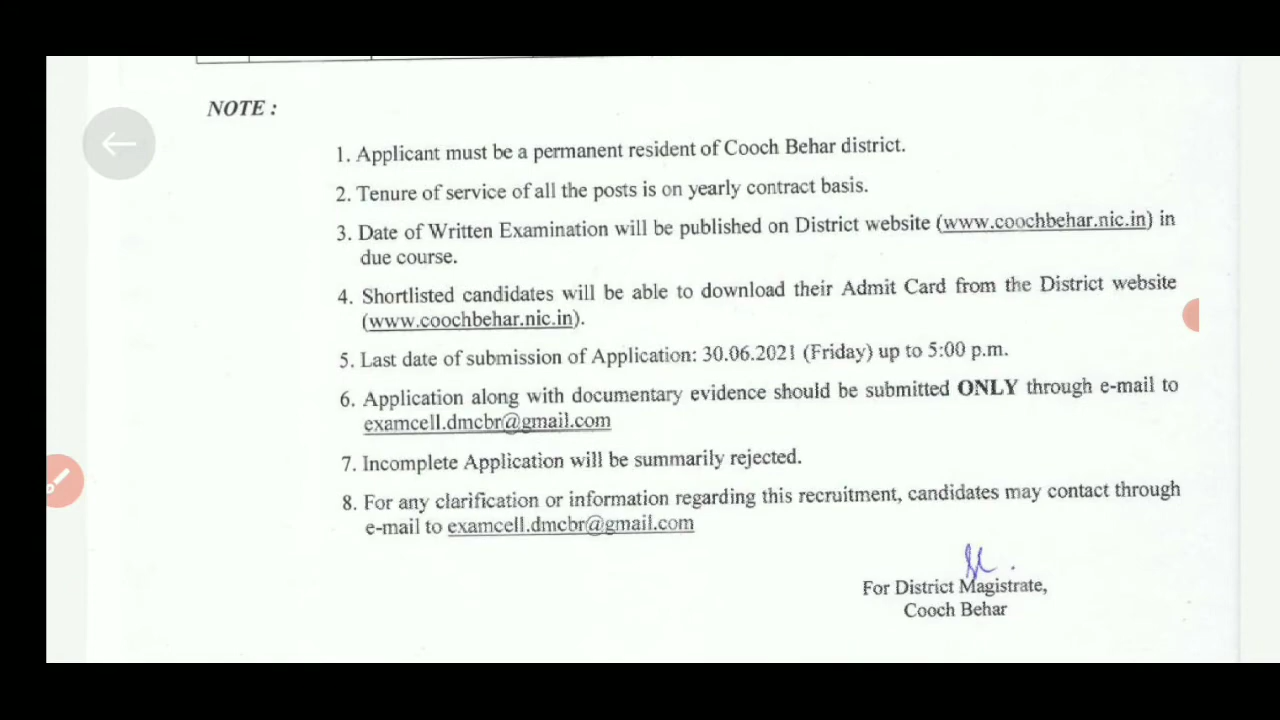 NOTE :
1. Applicant must be a permanent resident of Cooch Behar district.
2. Tenure of service of all the posts is on yearly contract basis.
3. Date of Written Examination will be published on District website (www.coochbehar.nic.in) in
due course.
4. Shortlisted candidates will be able to download their Admit Card from the District website
(www.coochbehar.nic.in).
5. Last date of submission of Application: 30.06.2021 (Friday) up to 5:00 p.m.
6. Application along with documentary evidence should be submitted ONLY through e-mail to
examcell.dmcbr@gmail.com
7. Incomplete Application will be summarily rejected.
8. For any clarification or information regarding this recruitment, candidates may contact through
e-mail to examcell.dmcbr@gmail.com
For District Magistrate,
Cooch Behar